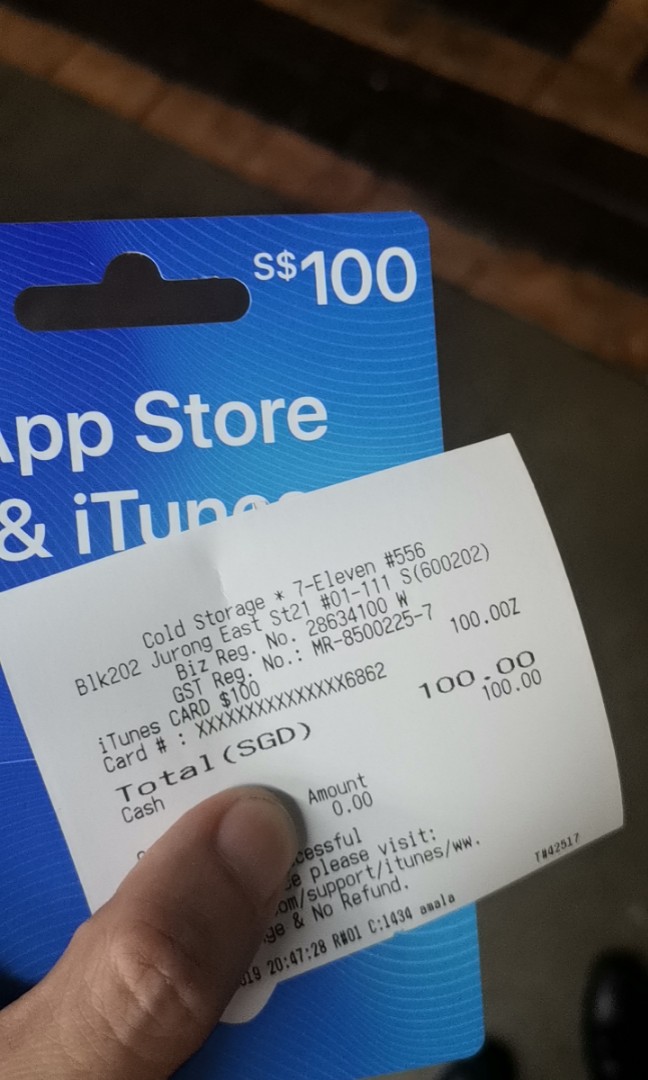 S$100
App Store
& iTunes
Cold Storage * 7-Eleven #556
Blk202 Jurong East St21 #01-111 S(600202)
Biz Reg. No. 28634100 W
GST Reg. No.: MR-8500225-7
iTunes CARD $100 100.00Z
Card # : XXXXXXXXXXXXXXX6862
Total(SGD) 100.00
Cash 100.00
Amount
0.00
cessful
e please visit:
om/support/itunes/ww.
ge & No Refund.
019 20:47:28 R#01 C:1434 amala T#42517